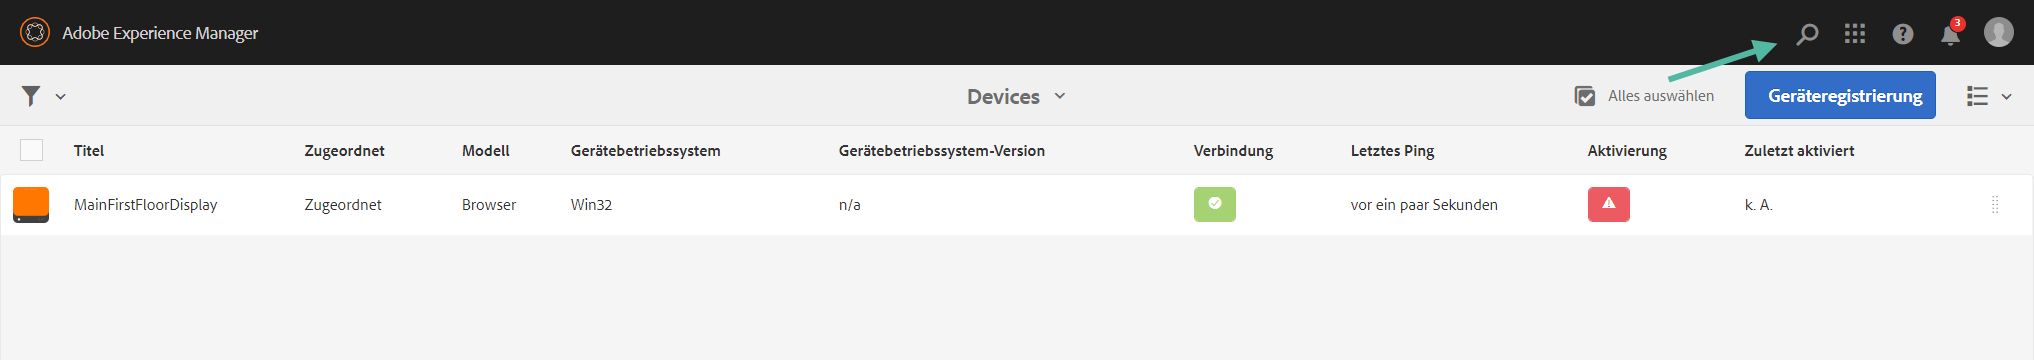 Adobe Experience Manager
?
3
Devices
Alles auswählen
Geräteregistrierung
Titel Zugeordnet Modell Gerätebetriebssystem Gerätebetriebssystem-Version Verbindung Letztes Ping Aktivierung Zuletzt aktiviert
MainFirstFloorDisplay Zugeordnet Browser Win32 n/a vor ein paar Sekunden k. A.